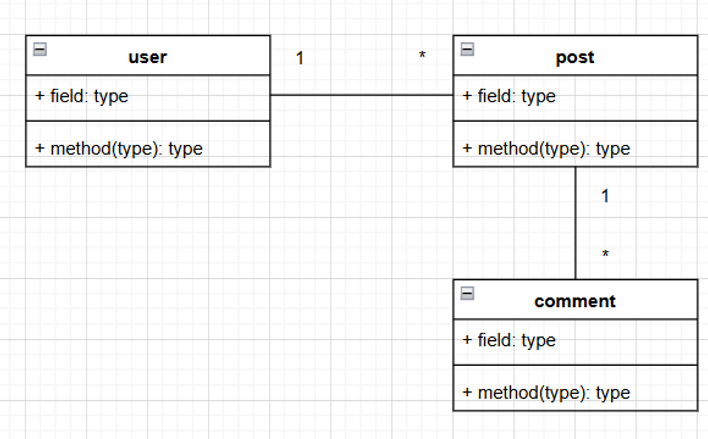 user
+ field: type
+ method(type): type
1
*
post
+ field: type
+ method(type): type
1
*
comment
+ field: type
+ method(type): type